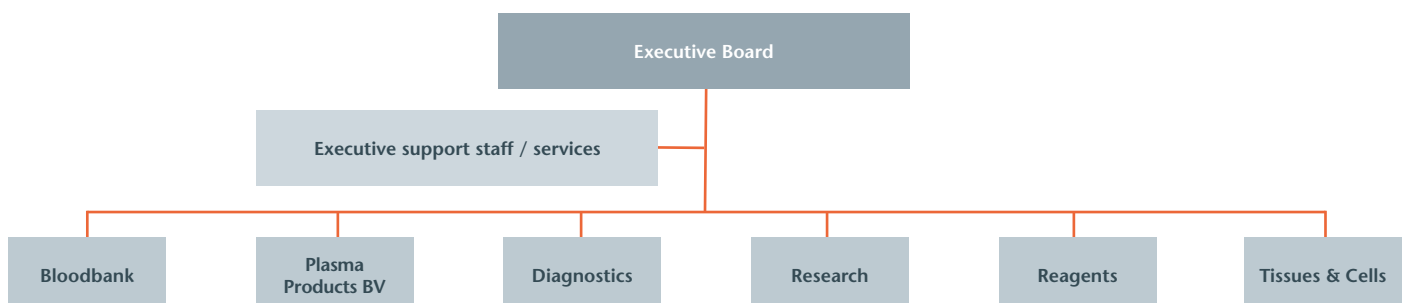 Executive Board
Executive support staff / services
Bloodbank
Plasma
Products BV
Diagnostics
Research
Reagents
Tissues & Cells